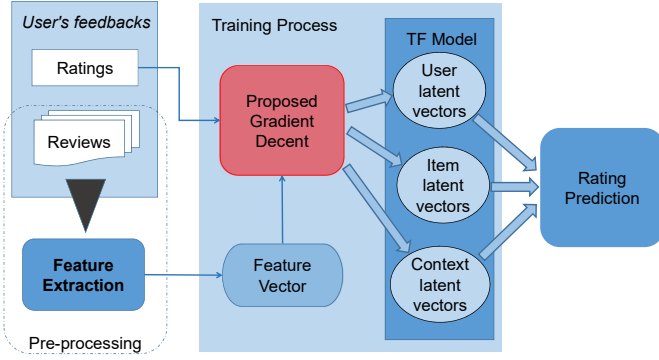 User's feedbacks
Ratings
Reviews
Feature
Extraction
Pre-processing
Training Process
Proposed
Gradient
Decent
Feature
Vector
TF Model
User
latent
vectors
Item
latent
vectors
Context
latent
vectors
Rating
Prediction